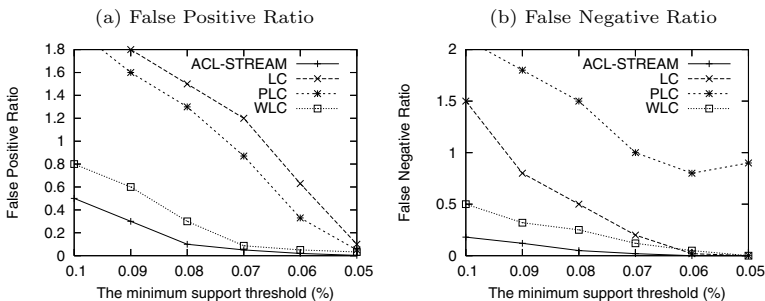 (a) False Positive Ratio
False Positive Ratio
1.8
1.6
1.4
1.2
1
0.8
0.6
0.4
0.2
0
0.1 0.09 0.08 0.07 0.06 0.05
The minimum support threshold (%)
ACL-STREAM
LC
PLC
WLC
(b) False Negative Ratio
False Negative Ratio
2
1.5
1
0.5
0
0.1 0.09 0.08 0.07 0.06 0.05
The minimum support threshold (%)
ACL-STREAM
LC
PLC
WLC